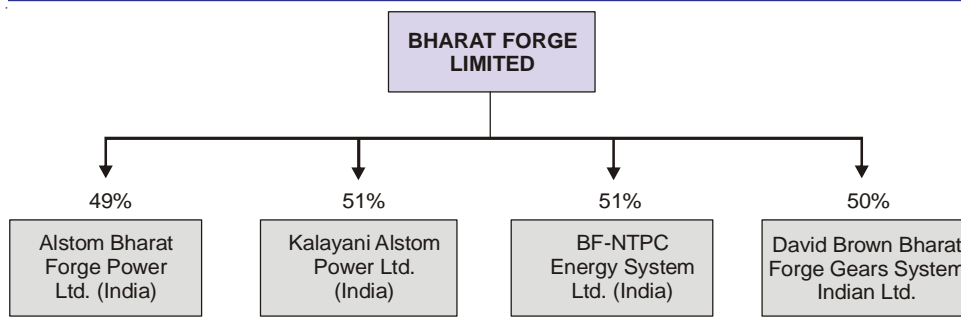 BHARAT FORGE
LIMITED
49%
51%
51%
50%
Alstom Bharat
Forge Power
Ltd. (India)
Kalayani Alstom
Power Ltd.
(India)
BF-NTPC
Energy System
Ltd. (India)
David Brown Bharat
Forge Gears System
Indian Ltd.